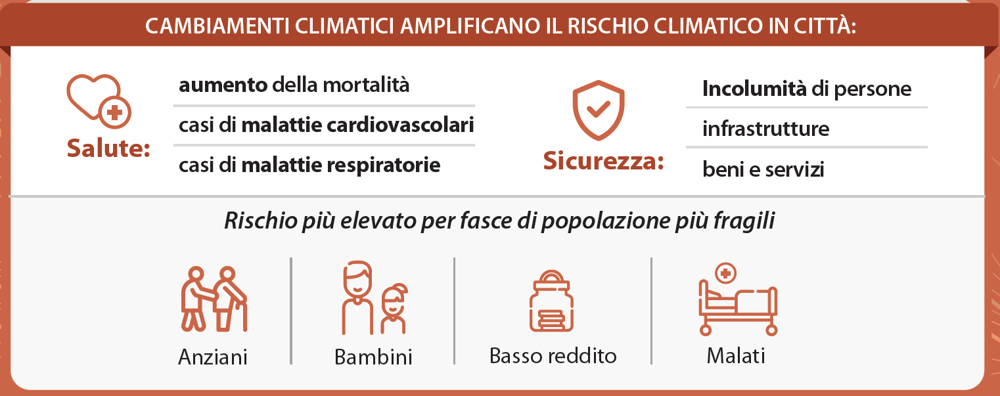 CAMBIAMENTI CLIMATICI AMPLIFICANO IL RISCHIO CLIMATICO IN CITTÀ:
Salute:
aumento della mortalità
casi di malattie cardiovascolari
casi di malattie respiratorie
Sicurezza:
Incolumità di persone
infrastrutture
beni e servizi
Rischio più elevato per fasce di popolazione più fragili
Anziani
Bambini
Basso reddito
Malati